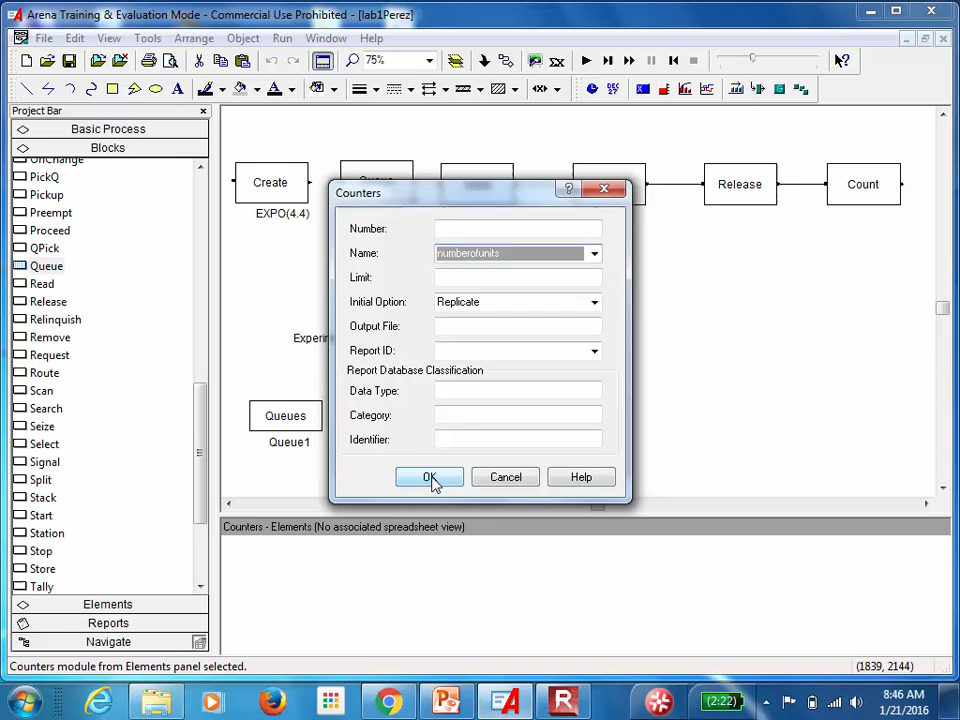 Arena Training & Evaluation Mode - Commercial Use Prohibited - [lab1Perez]
File Edit View Tools Arrange Object Run Window Help
75%
Project Bar
Basic Process
Blocks
OnChange
PickQ
Pickup
Preempt
Proceed
QPick
Queue
Read
Release
Relinquish
Remove
Request
Route
Scan
Search
Seize
Select
Signal
Split
Stack
Start
Station
Stop
Store
Tally
Elements
Reports
Navigate
Create
EXPO(4.4)
Release
Count
Queues
Queue1
Counters
Number:
Name: numberofunits
Limit:
Initial Option: Replicate
Output File:
Report ID:
Report Database Classification
Data Type:
Category:
Identifier:
OK Cancel Help
Counters - Elements (No associated spreadsheet view)
Counters module from Elements panel selected.
(1839, 2144)
(2:22)
8:46 AM
1/21/2016